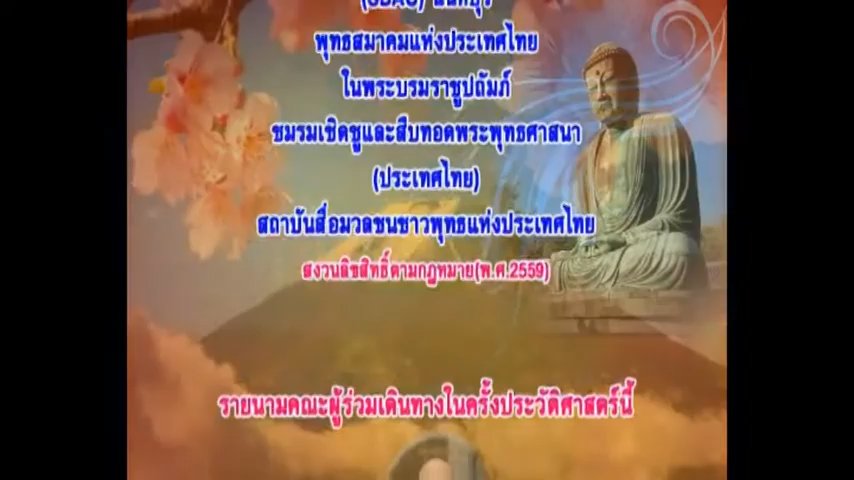 พุทธสมาคมแห่งประเทศไทย
ในพระบรมราชูปถัมภ์
ชมรมเชิดชูและสืบทอดพระพุทธศาสนา
(ประเทศไทย)
สถาบันสื่อมวลชนชาวพุทธแห่งประเทศไทย
สงวนลิขสิทธิ์ตามกฎหมาย(พ.ศ.2559)
รายนามคณะผู้ร่วมเดินทางในครั้งประวัติศาสตร์นี้